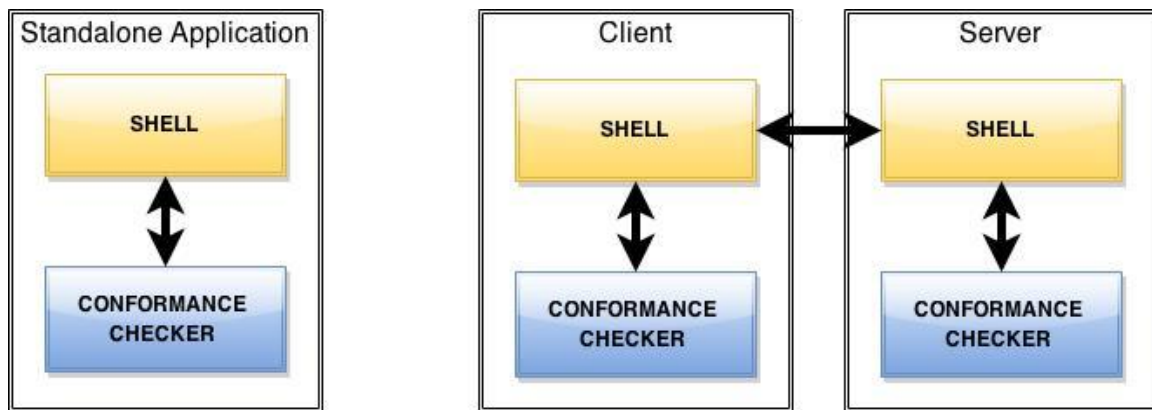 Standalone Application
SHELL
CONFORMANCE
CHECKER
Client
SHELL
CONFORMANCE
CHECKER
Server
SHELL
CONFORMANCE
CHECKER